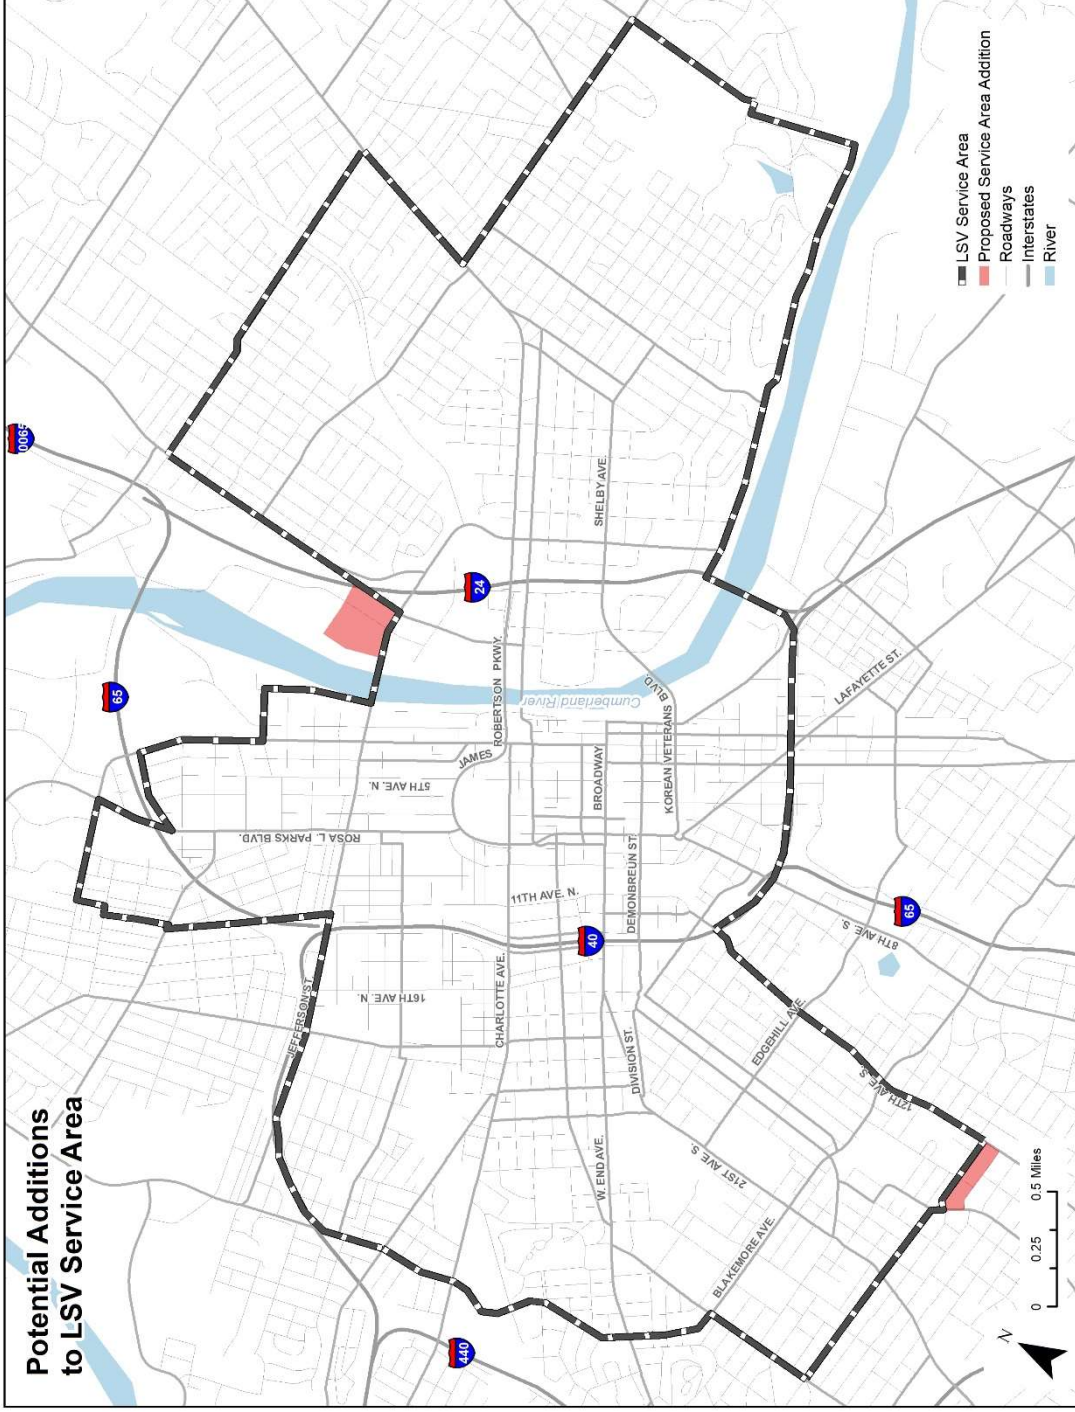 Potential Additions
to LSV Service Area
0065
65
24
40
65
440
JEFFERSON ST.
ROSA L. PARKS BLVD.
5TH AVE. N.
JAMES
ROBERTSON PKWY.
16TH AVE. N.
11TH AVE. N.
CHARLOTTE AVE.
BROADWAY
DEMONBREUN ST.
KOREAN VETERANS
BLVD.
SHELBY AVE.
Cumberland River
LAFAYETTE ST.
8TH AVE. S.
EDGEHILL AVE.
12TH AVE. S.
DIVISION ST.
W. END AVE.
21ST AVE S.
BLAKEMORE AVE.
LSV Service Area
Proposed Service Area Addition
Roadways
Interstates
River
N
0 0.25 0.5 Miles